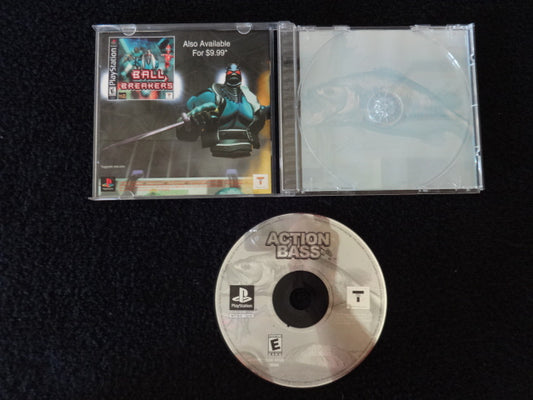 PlayStation
BALL
BREAKERS
Also Available
For $9.99*
T
ACTION
BASS
PlayStation
T
E